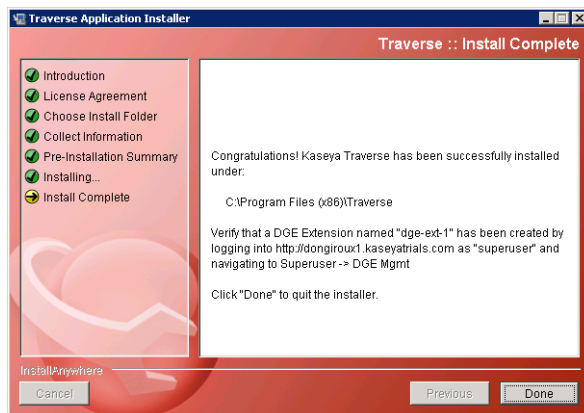 Traverse Application Installer
Traverse :: Install Complete
Introduction
License Agreement
Choose Install Folder
Collect Information
Pre-Installation Summary
Installing...
Install Complete
Congratulations! Kaseya Traverse has been successfully installed
under:
C:\Program Files (x86)\Traverse
Verify that a DGE Extension named "dge-ext-1" has been created by
logging into http://dongiroux1.kaseyatrials.com as "superuser" and
navigating to Superuser -> DGE Mgmt
Click "Done" to quit the installer.
InstallAnywhere
Cancel
Previous
Done